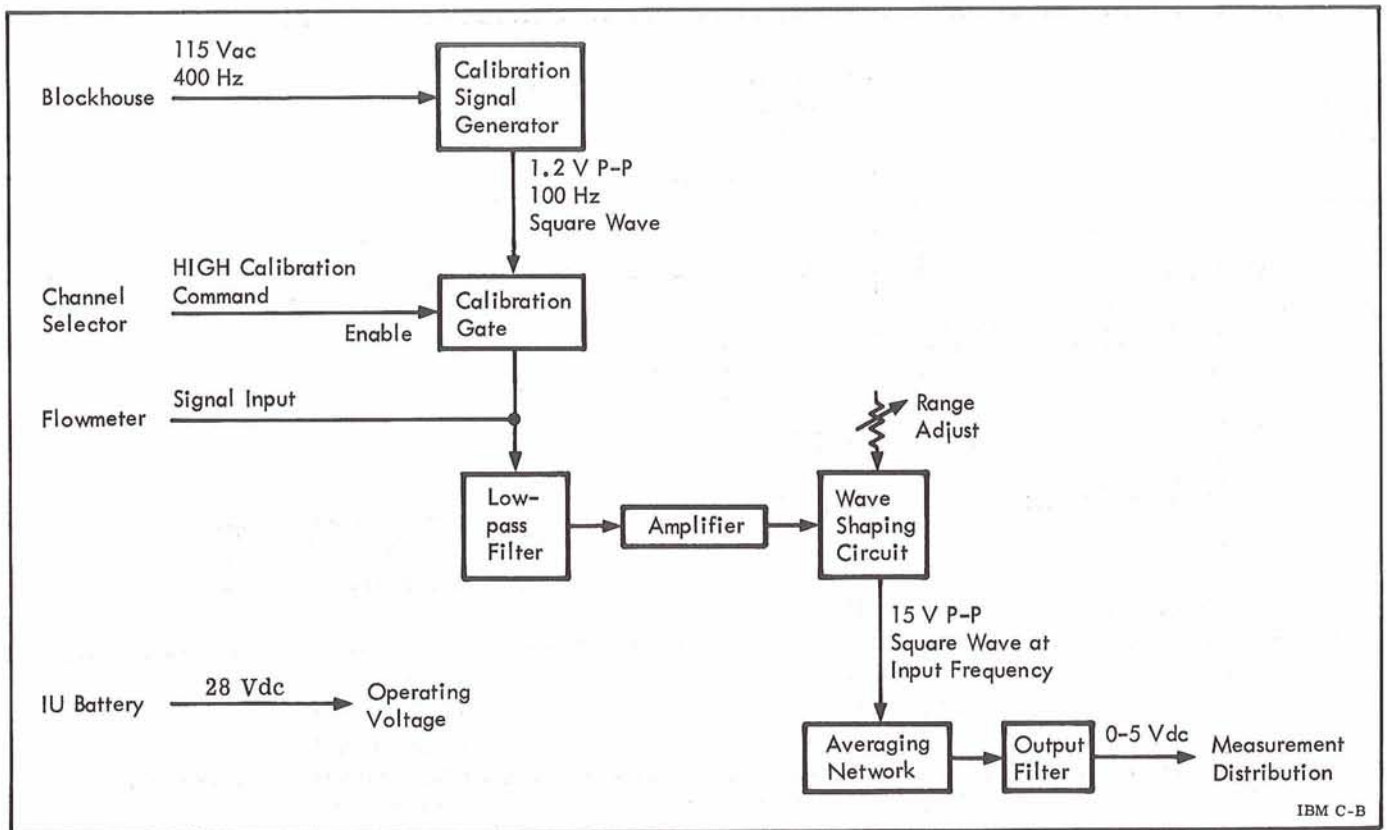 115 Vac
400 Hz
Blockhouse
Calibration
Signal
Generator
1.2 V P-P
100 Hz
Square Wave
Channel
Selector
HIGH Calibration
Command
Enable
Calibration
Gate
Flowmeter
Signal Input
Range
Adjust
Low-
pass
Filter
Amplifier
Wave
Shaping
Circuit
15 V P-P
Square Wave at
Input Frequency
IU Battery
28 Vdc
Operating
Voltage
Averaging
Network
Output
Filter
0-5 Vdc
Measurement
Distribution
IBM C-B